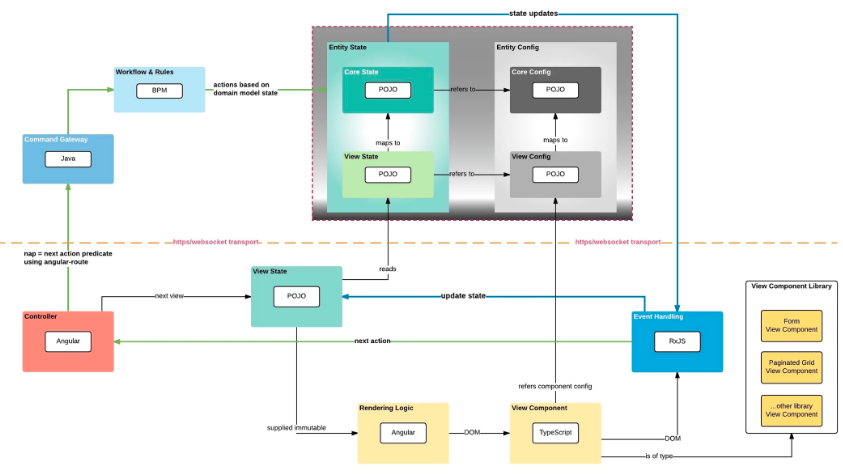 state updates
Entity State
Entity Config
Workflow & Rules
BPM
actions based on
domain model state
Core State
POJO
refers to
Core Config
POJO
maps to
maps to
Command Gateway
Java
View State
POJO
refers to
View Config
POJO
https/websocket transport
https/websocket transport
nap = next action predicate
using angular-route
reads
View State
POJO
next view
update state
View Component Library
Form
View Component
Controller
Angular
Event Handling
RxJS
next action
Paginated Grid
View Component
refers component config
...other library
View Component
Rendering Logic
Angular
View Component
TypeScript
supplied immutable
DOM
DOM
is of type